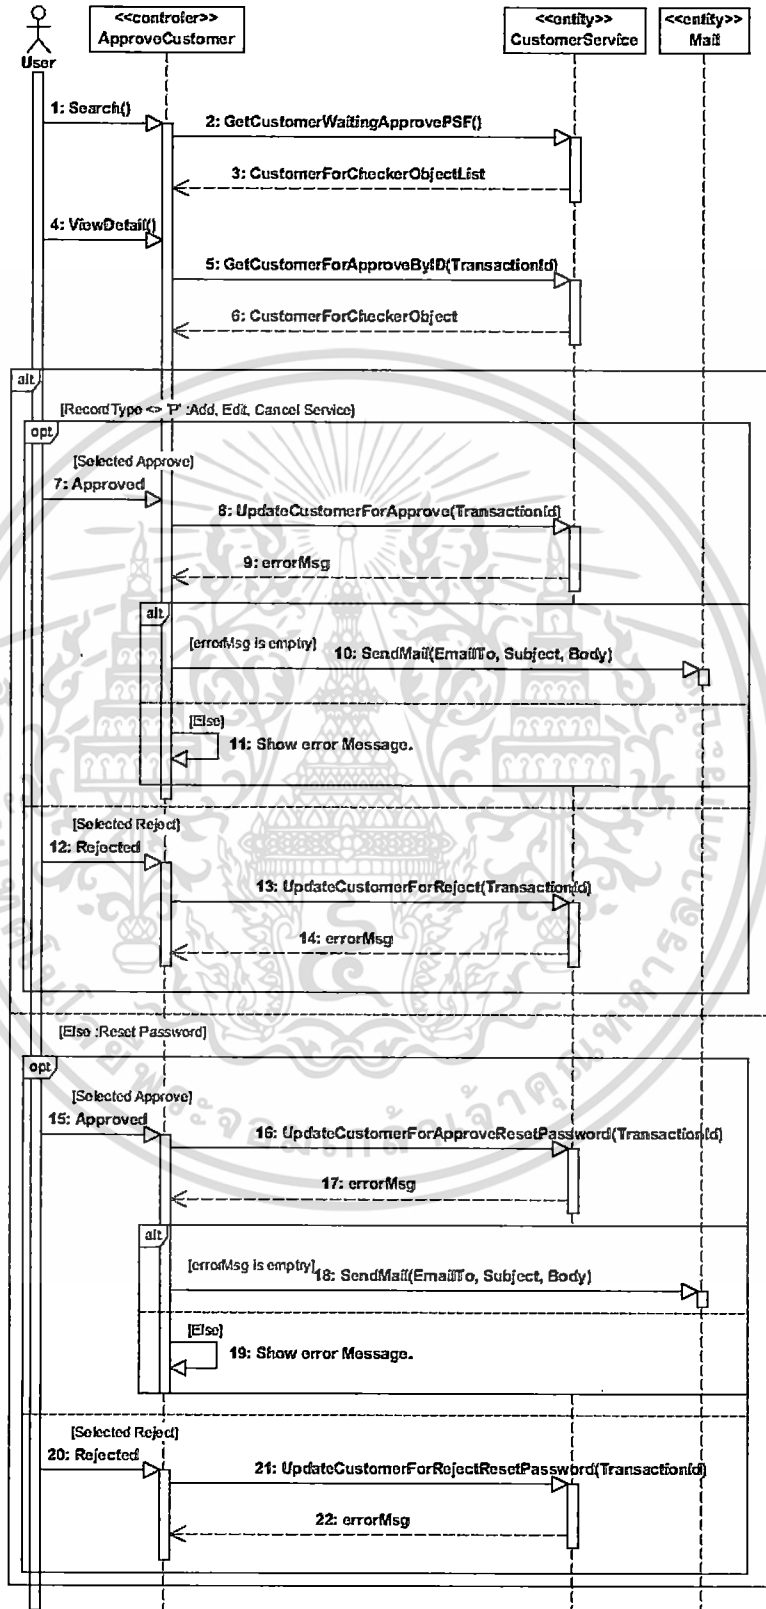 <<controler>>
ApproveCustomer
<<entity>>
CustomerService
<<entity>>
Mail
User
1: Search()
2: GetCustomerWaitingApprovePSF()
3: CustomerForCheckerObjectList
4: ViewDetail()
5: GetCustomerForApproveByID(TransactionId)
6: CustomerForCheckerObject
alt
[RecordType <> 'P' :Add, Edit, Cancel Service]
opt
[Selected Approve]
7: Approved
8: UpdateCustomerForApprove(TransactionId)
9: errorMsg
alt
[errorMsg is emptry]
10: SendMail(EmailTo, Subject, Body)
[Else]
11: Show error Message.
[Selected Reject]
12: Rejected
13: UpdateCustomerForReject(TransactionId)
14: errorMsg
[Else :Reset Password]
opt
[Selected Approve]
15: Approved
16: UpdateCustomerForApproveResetPassword(TransactionId)
17: errorMsg
alt
[errorMsg is emptry]
18: SendMail(EmailTo, Subject, Body)
[Else]
19: Show error Message.
[Selected Reject]
20: Rejected
21: UpdateCustomerForRejectResetPassword(TransactionId)
22: errorMsg